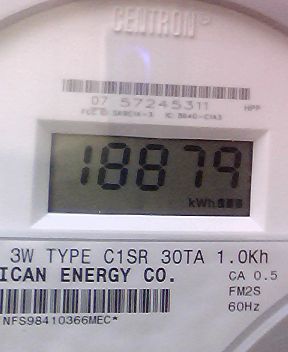 CENTRON
07 57245311
HPP
18879
kWh
3W TYPE C1SR 30TA 1.0Kh
ICAN ENERGY CO.
CA 0.5
FM2S
60Hz
NFS98410366MEC*